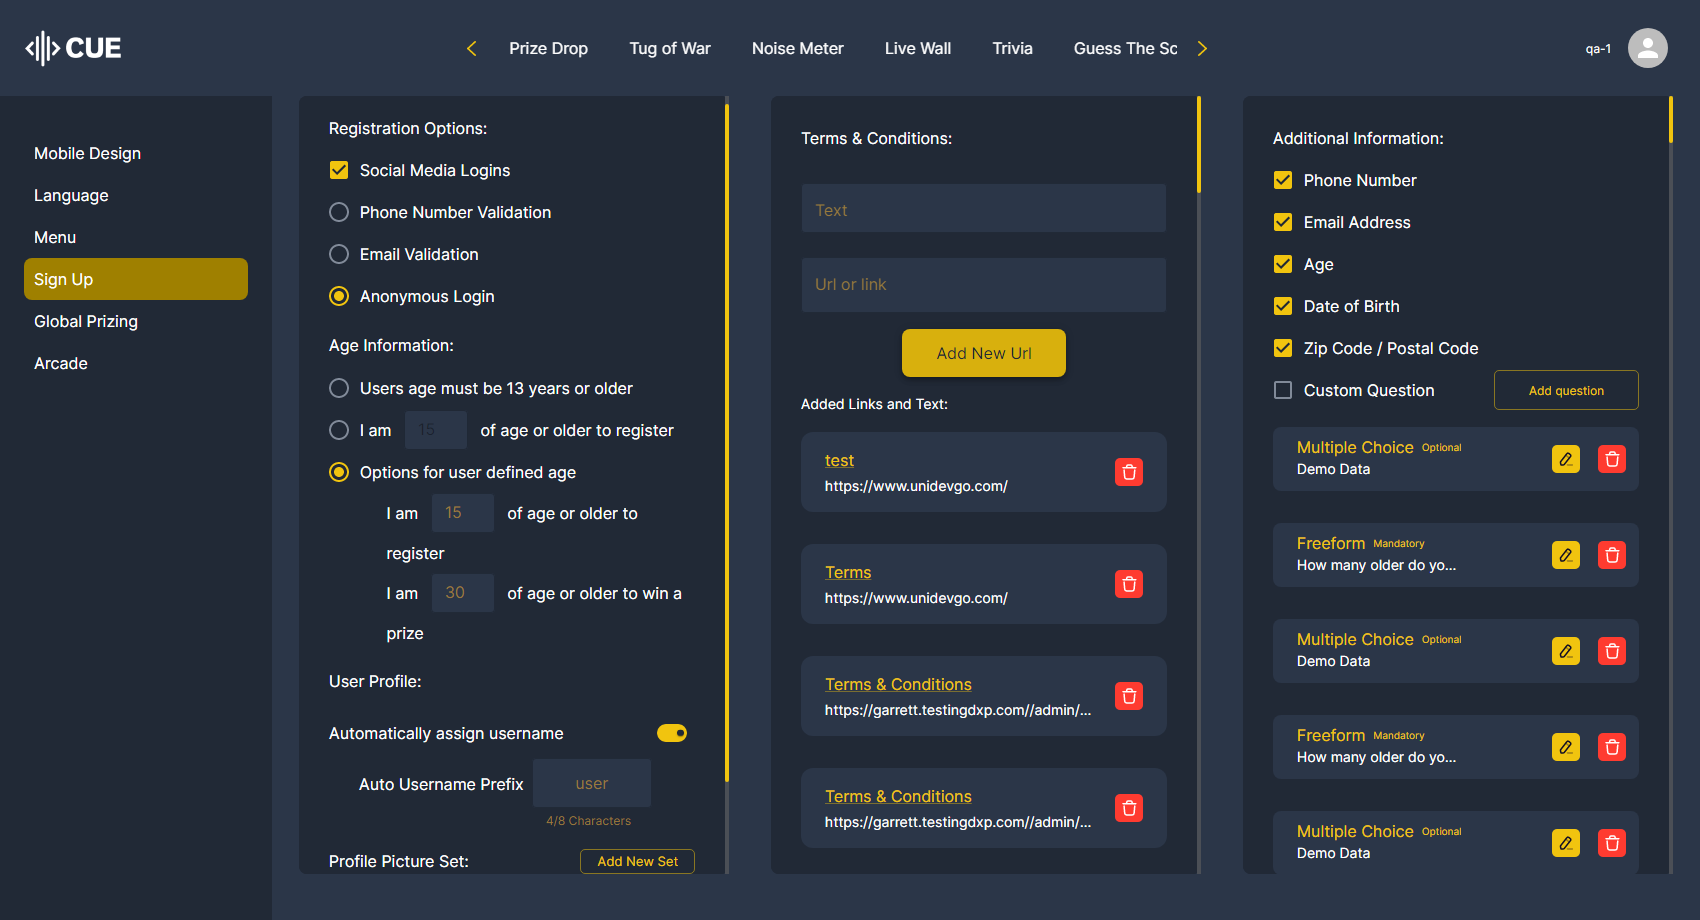 CUE
Prize Drop
Tug of War
Noise Meter
Live Wall
Trivia
Guess The Sc
qa-1
Mobile Design
Language
Menu
Sign Up
Global Prizing
Arcade
Registration Options:
Social Media Logins
Phone Number Validation
Email Validation
Anonymous Login
Age Information:
Users age must be 13 years or older
I am 15 of age or older to register
Options for user defined age
I am 15 of age or older to
register
I am 30 of age or older to win a
prize
User Profile:
Automatically assign username
Auto Username Prefix user
4/8 Characters
Profile Picture Set: Add New Set
Terms & Conditions:
Text
Url or link
Add New Url
Added Links and Text:
test
https://www.unidevgo.com/
Terms
https://www.unidevgo.com/
Terms & Conditions
https://garrett.testingdxp.com//admin/...
Terms & Conditions
https://garrett.testingdxp.com//admin/...
Additional Information:
Phone Number
Email Address
Age
Date of Birth
Zip Code / Postal Code
Custom Question Add question
Multiple Choice Optional
Demo Data
Freeform Mandatory
How many older do yo...
Multiple Choice Optional
Demo Data
Freeform Mandatory
How many older do yo...
Multiple Choice Optional
Demo Data